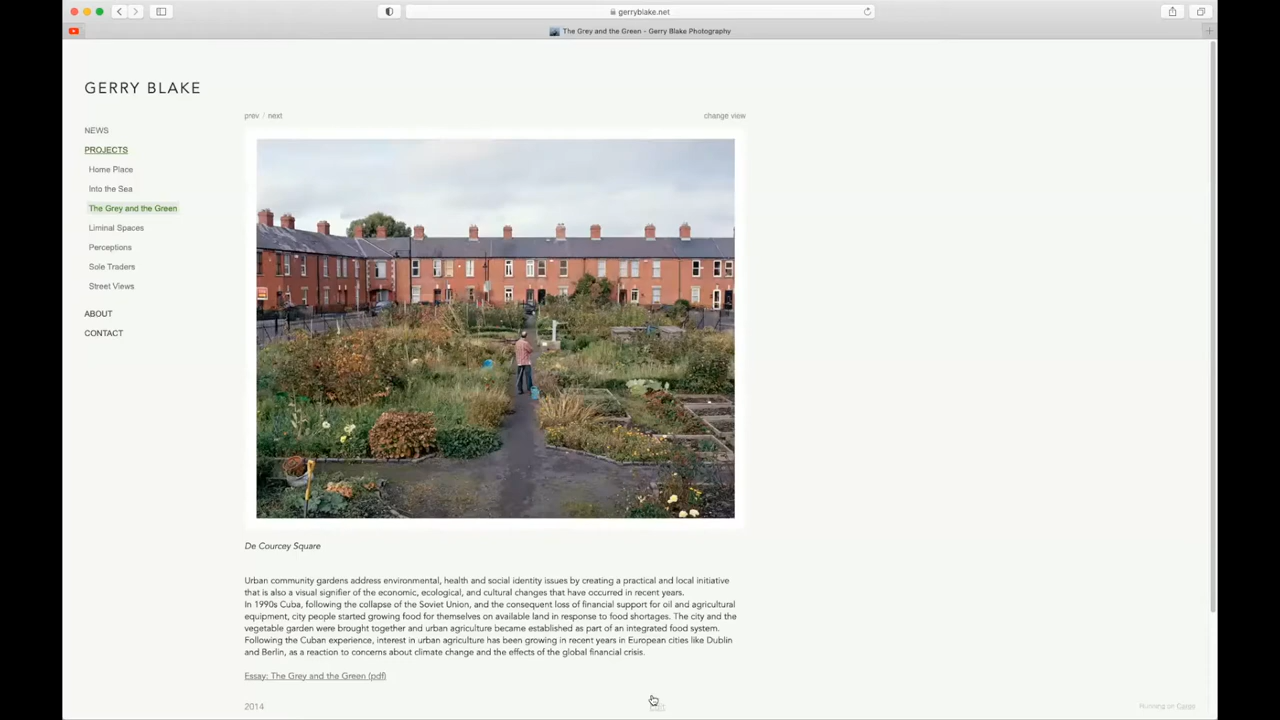 gerryblake.net
The Grey and the Green - Gerry Blake Photography
GERRY BLAKE
prev / next
change view
NEWS
PROJECTS
Home Place
Into the Sea
The Grey and the Green
Liminal Spaces
Perceptions
Sole Traders
Street Views
ABOUT
CONTACT
De Courcey Square
Urban community gardens address environmental, health and social identity issues by creating a practical and local initiative
that is also a visual signifier of the economic, ecological, and cultural changes that have occurred in recent years.
In 1990s Cuba, following the collapse of the Soviet Union, and the consequent loss of financial support for oil and agricultural
equipment, city people started growing food for themselves on available land in response to food shortages. The city and the
vegetable garden were brought together and urban agriculture became established as part of an integrated food system.
Following the Cuban experience, interest in urban agriculture has been growing in recent years in European cities like Dublin
and Berlin, as a reaction to concerns about climate change and the effects of the global financial crisis.
Essay: The Grey and the Green (pdf)
2014
Running on Cargo